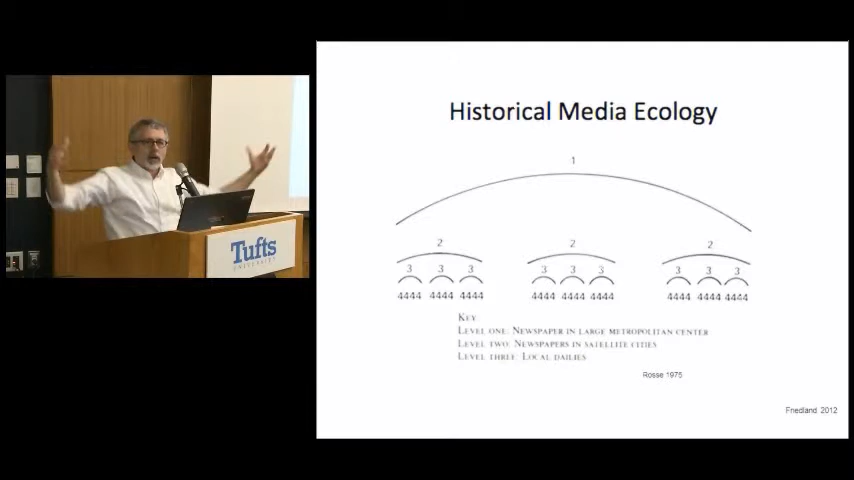 Tufts
UNIVERSITY
Historical Media Ecology
1
2 2 2
3 3 3 3 3 3 3 3 3
4444 4444 4444 4444 4444 4444 4444 4444 4444
KEY
LEVEL ONE: NEWSPAPER IN LARGE METROPOLITAN CENTER
LEVEL TWO: NEWSPAPERS IN SATELLITE CITIES
LEVEL THREE: LOCAL DAILIES
Rosse 1975
Friedland 2012